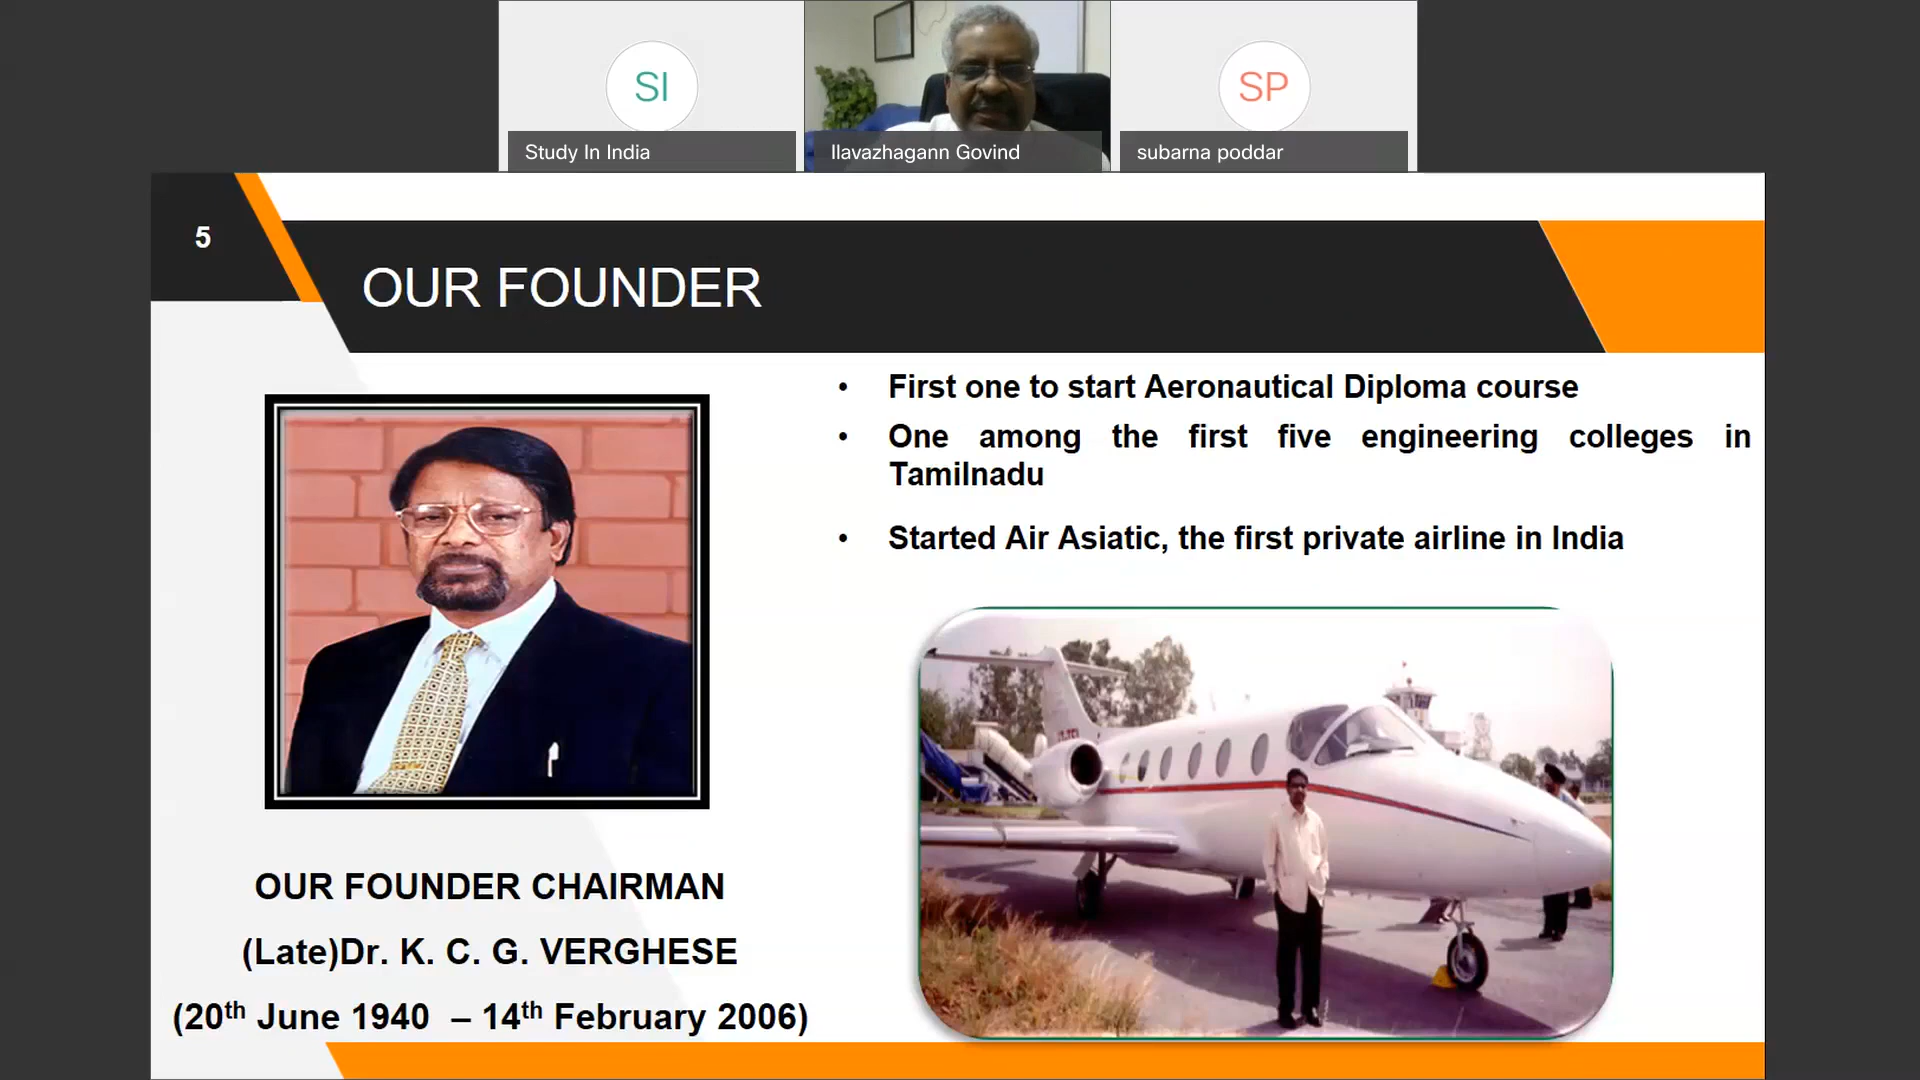 SI
SP
Study In India
Ilavazhagann Govind
subarna poddar
5
OUR FOUNDER
• First one to start Aeronautical Diploma course
• One among the first five engineering colleges in
Tamilnadu
• Started Air Asiatic, the first private airline in India
OUR FOUNDER CHAIRMAN
(Late)Dr. K. C. G. VERGHESE
(20th June 1940 – 14th February 2006)